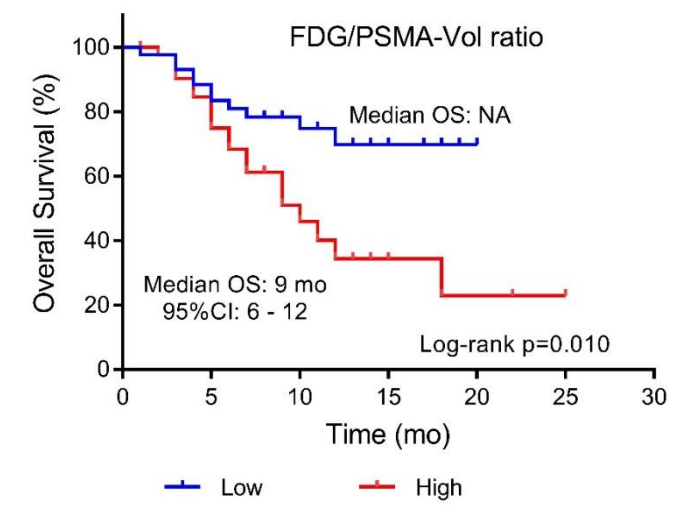 FDG/PSMA-Vol ratio
Overall Survival (%)
100
80
60
40
20
0
Median OS: NA
Median OS: 9 mo
95%CI: 6 - 12
Log-rank p=0.010
0 5 10 15 20 25 30
Time (mo)
Low High